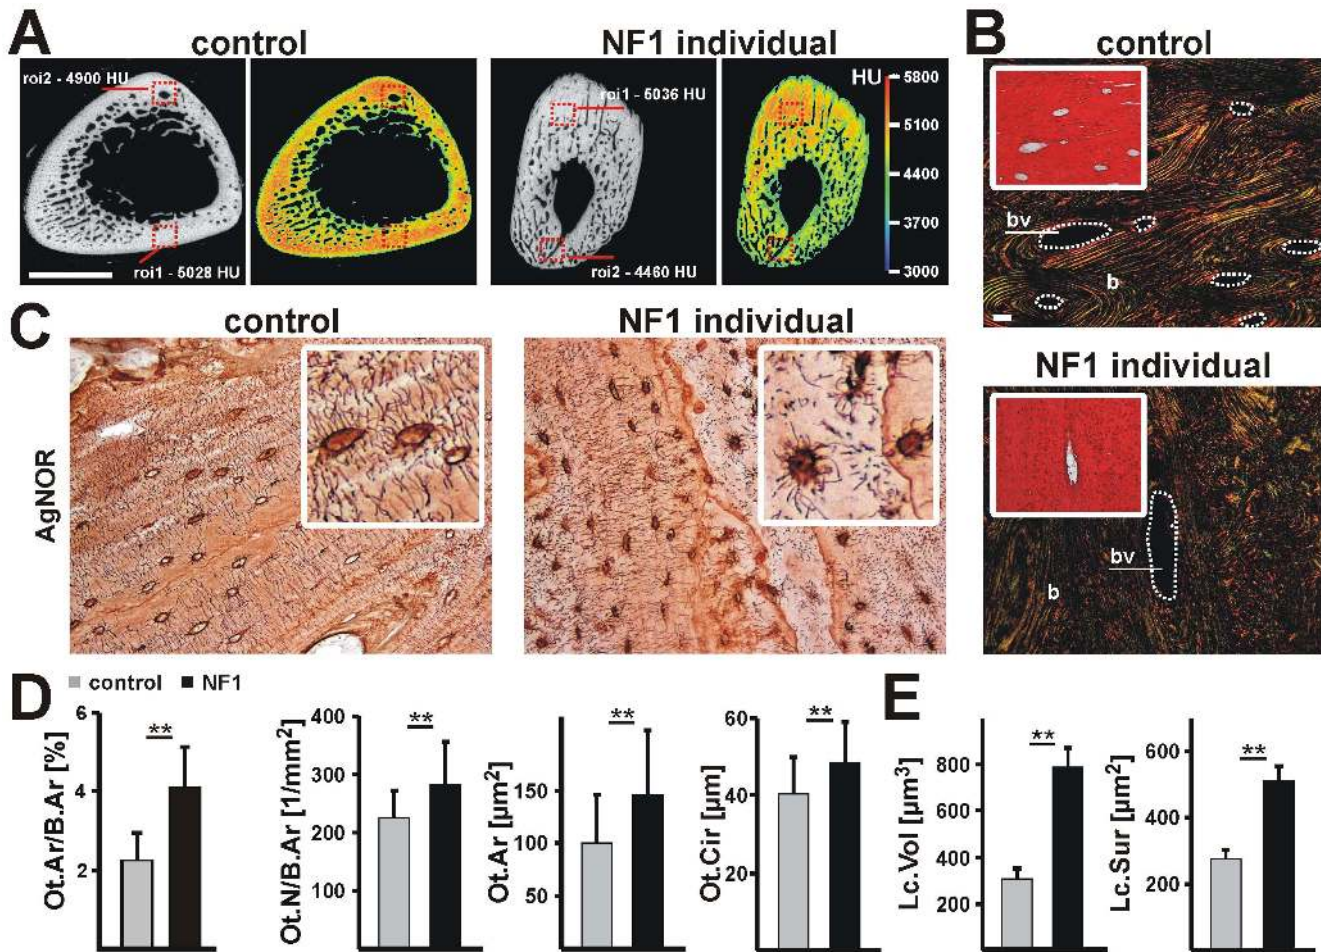 A
control
NF1 individual
roi2 - 4900 HU
roi1 - 5028 HU
roi1 - 5036 HU
roi2 - 4460 HU
HU
5800
5100
4400
3700
3000
B
control
bv
b
NF1 individual
bv
b
C
control
NF1 individual
AgNOR
D
control
NF1
Ot.Ar/B.Ar [%]
6
4
2
**
Ot.N/B.Ar [1/mm²]
400
300
200
100
**
Ot.Ar [µm²]
150
100
50
**
Ot.Cir [µm]
60
40
20
**
E
Lc.Vol [µm³]
800
600
400
200
**
Lc.Sur [µm²]
600
400
200
**